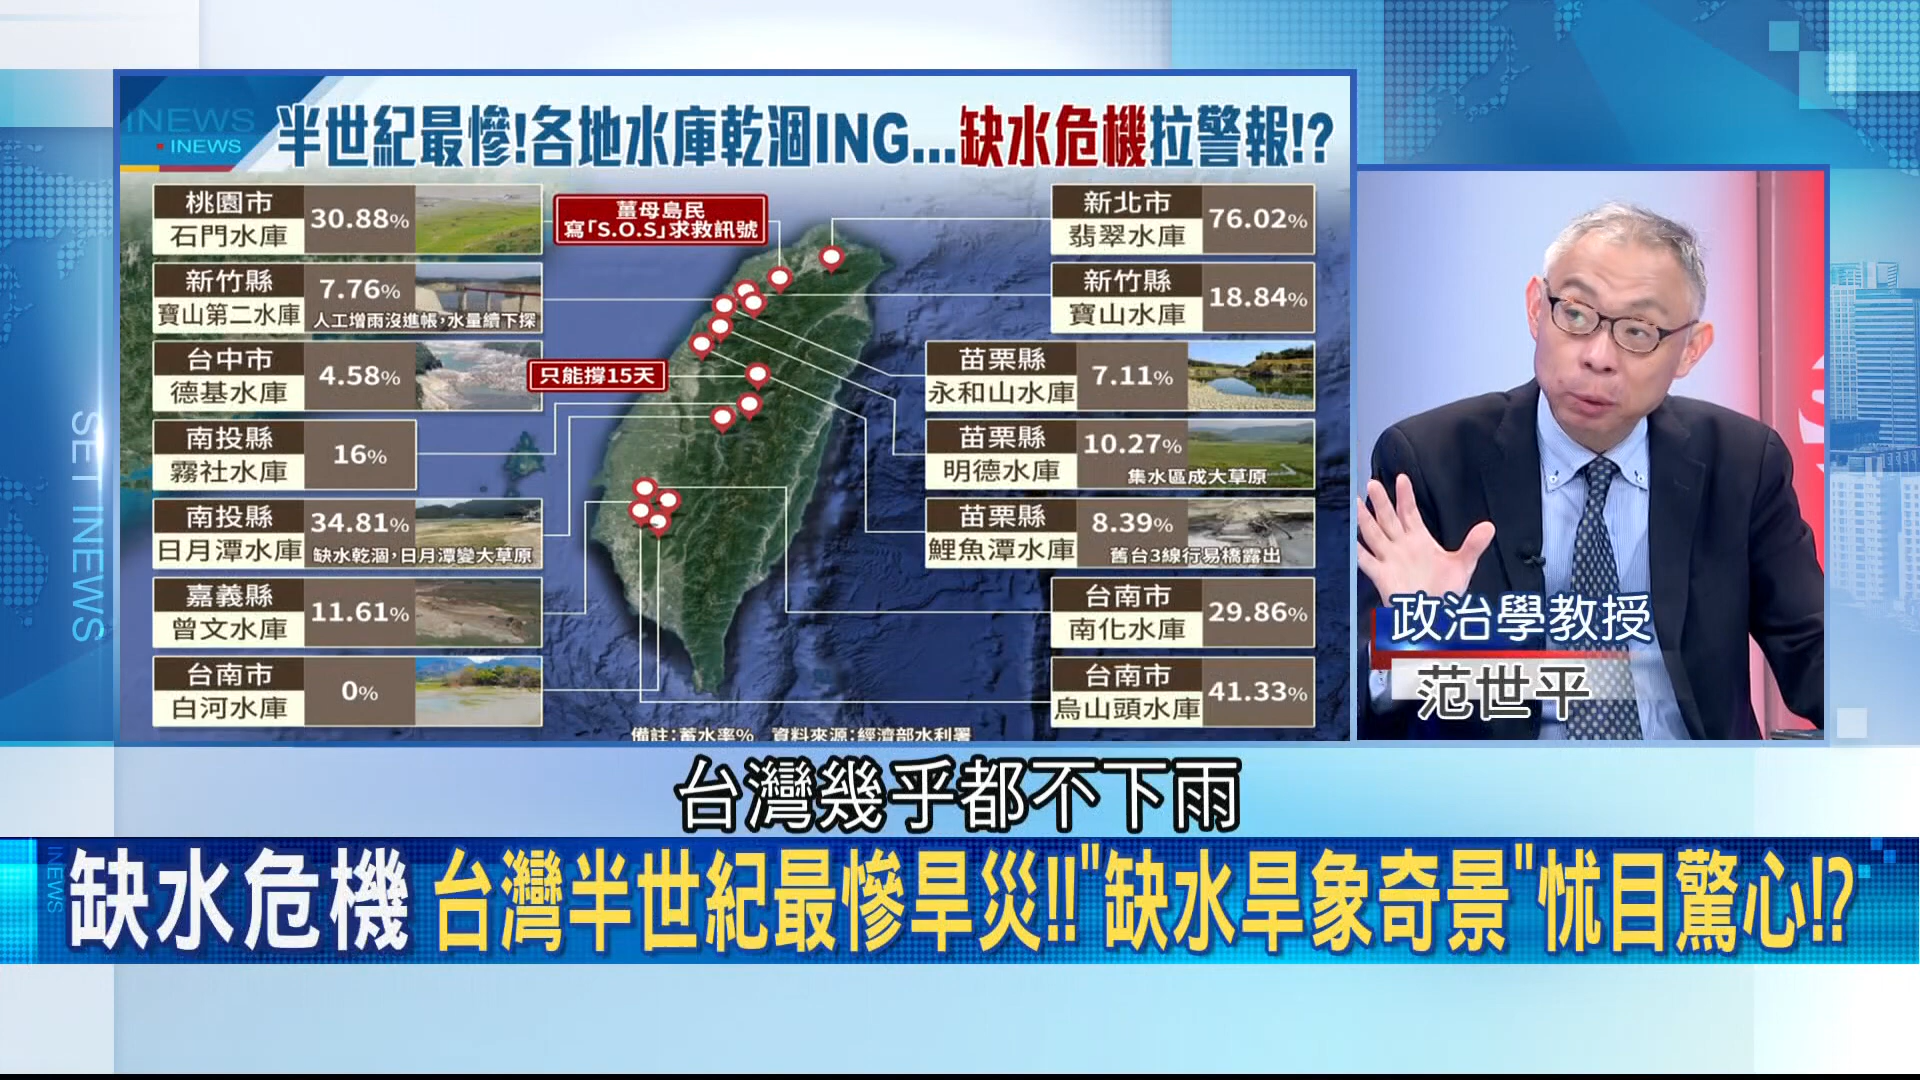 INEWS
INEWS
半世紀最慘!各地水庫乾涸ING...缺水危機拉警報!?
桃園市
石門水庫
30.88%
新竹縣
寶山第二水庫
7.76%
人工增雨沒進帳,水量續下探
台中市
德基水庫
4.58%
南投縣
霧社水庫
16%
南投縣
日月潭水庫
34.81%
缺水乾涸,日月潭變大草原
嘉義縣
曾文水庫
11.61%
台南市
白河水庫
0%
薑母島民
寫「S.O.S」求救訊號
只能撐15天
新北市
翡翠水庫
76.02%
新竹縣
寶山水庫
18.84%
苗栗縣
永和山水庫
7.11%
苗栗縣
明德水庫
10.27%
集水區成大草原
苗栗縣
鯉魚潭水庫
8.39%
舊台3線行易橋露出
台南市
南化水庫
29.86%
台南市
烏山頭水庫
41.33%
備註:蓄水率% 資料來源:經濟部水利署
SET INEWS
政治學教授
范世平
台灣幾乎都不下雨
INEWS
缺水危機 台灣半世紀最慘旱災!!"缺水旱象奇景"怵目驚心!?